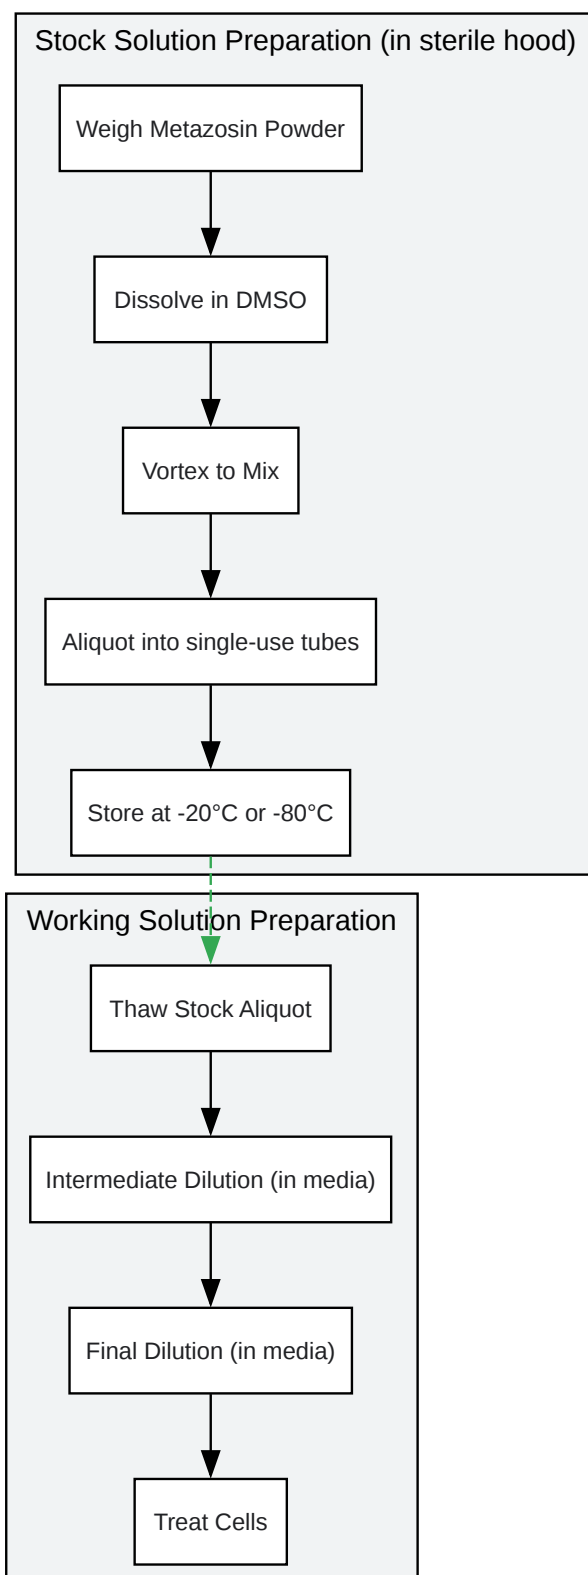 Stock Solution Preparation (in sterile hood)
Weigh Metazosin Powder
Dissolve in DMSO
Vortex to Mix
Aliquot into single-use tubes
Store at -20°C or -80°C
Working Solution Preparation
Thaw Stock Aliquot
Intermediate Dilution (in media)
Final Dilution (in media)
Treat Cells